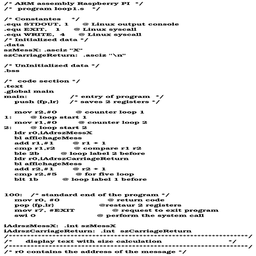 /* ARM assembly Raspberry PI  */
/*  program loop1.s   */
/* Constantes    */
.equ STDOUT, 1     @ Linux output console
.equ EXIT,   1     @ Linux syscall
.equ WRITE,  4     @ Linux syscall
/* Initialized data */
.data
szMessX: .asciz "X"
szCarriageReturn:  .asciz "\n"
/* UnInitialized data */
.bss
/*  code section */
.text
.global main
main:             /* entry of program  */
push {fp,lr}    /* saves 2 registers */
mov r2,#0       @ counter loop 1
1:      @ loop start 1
mov r1,#0       @ counter loop 2
2:      @ loop start 2
ldr r0,iAdrszMessX
bl affichageMess
add r1,#1      @ r1 + 1
cmp r1,r2      @ compare r1 r2
ble 2b         @ loop label 2 before
ldr r0,iAdrszCarriageReturn
bl affichageMess
add r2,#1      @ r2 + 1
cmp r2,#5      @ for five loop
blt 1b         @ loop label 1 before
100:   /* standard end of the program */
mov r0, #0              @ return code
pop {fp,lr}             @restaur 2 registers
mov r7, #EXIT           @ request to exit program
swi 0                   @ perform the system call
iAdrszMessX:  .int szMessX
iAdrszCarriageReturn:  .int  szCarriageReturn
/******************************************************************/
/*     display text with size calculation                         */
/******************************************************************/
/* r0 contains the address of the message */